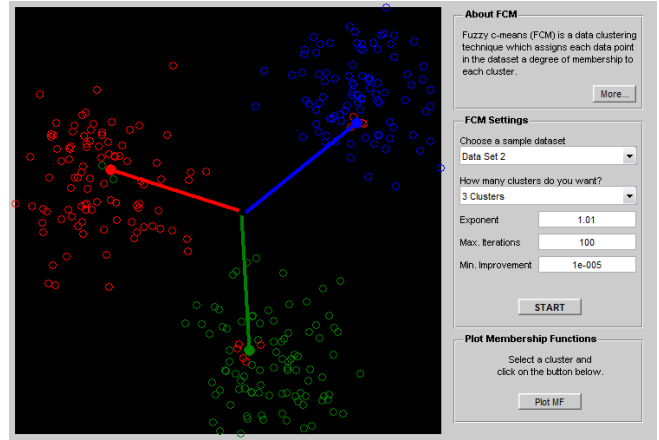 About FCM
Fuzzy c-means (FCM) is a data clustering
technique which assigns each data point
in the dataset a degree of membership to
each cluster.
More...
FCM Settings
Choose a sample dataset
Data Set 2
How many clusters do you want?
3 Clusters
Exponent 1.01
Max. Iterations 100
Min. Improvement 1e-005
START
Plot Membership Functions
Select a cluster and
click on the button below.
Plot MF